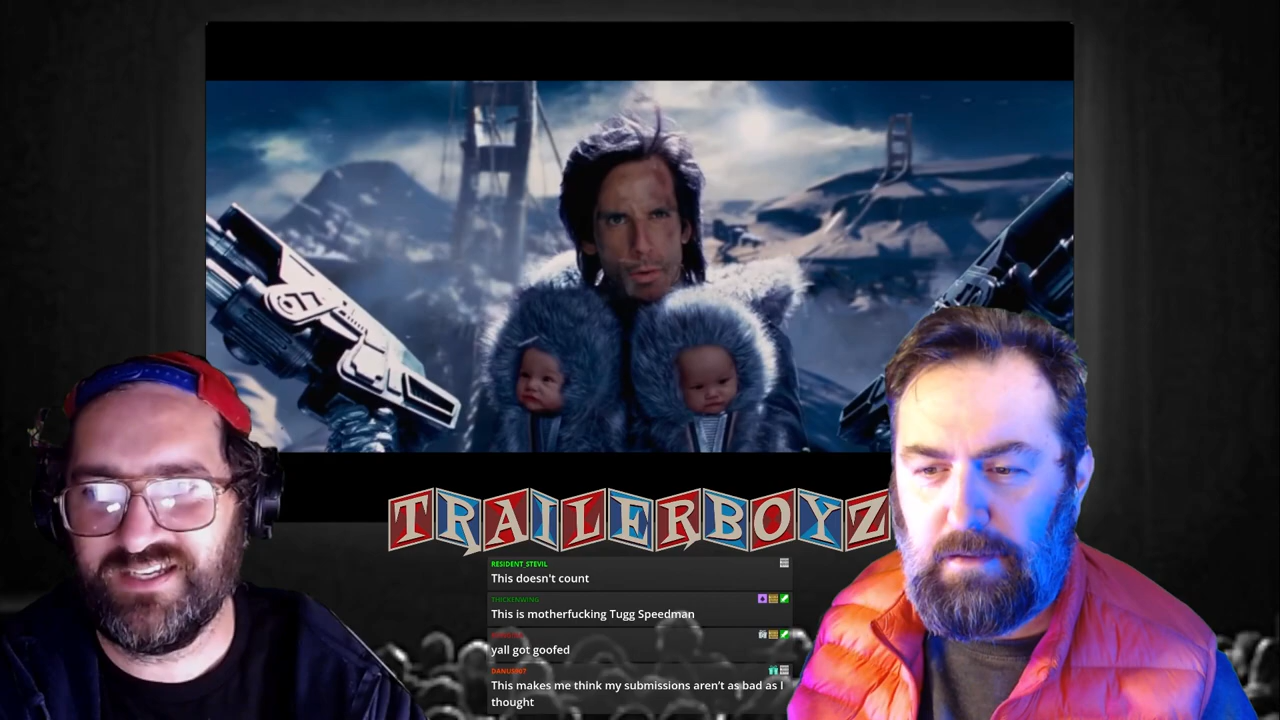 TRAILERBOYZ
RESIDENT_STEVIL
This doesn't count
THICKENWING
This is motherfucking Tugg Speedman
yall got goofed
This makes me think my submissions aren't as bad as I
thought